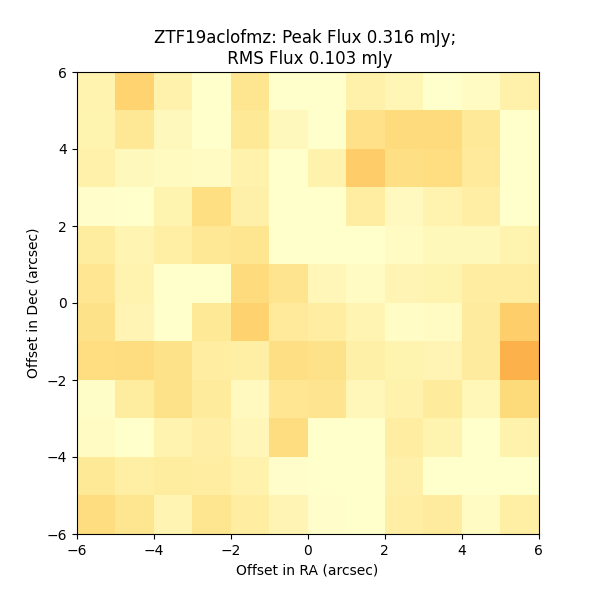 ZTF19aclofmz: Peak Flux 0.316 mJy;
RMS Flux 0.103 mJy
6
4
2
0
−2
−4
−6
Offset in Dec (arcsec)
−6 −4 −2 0 2 4 6
Offset in RA (arcsec)